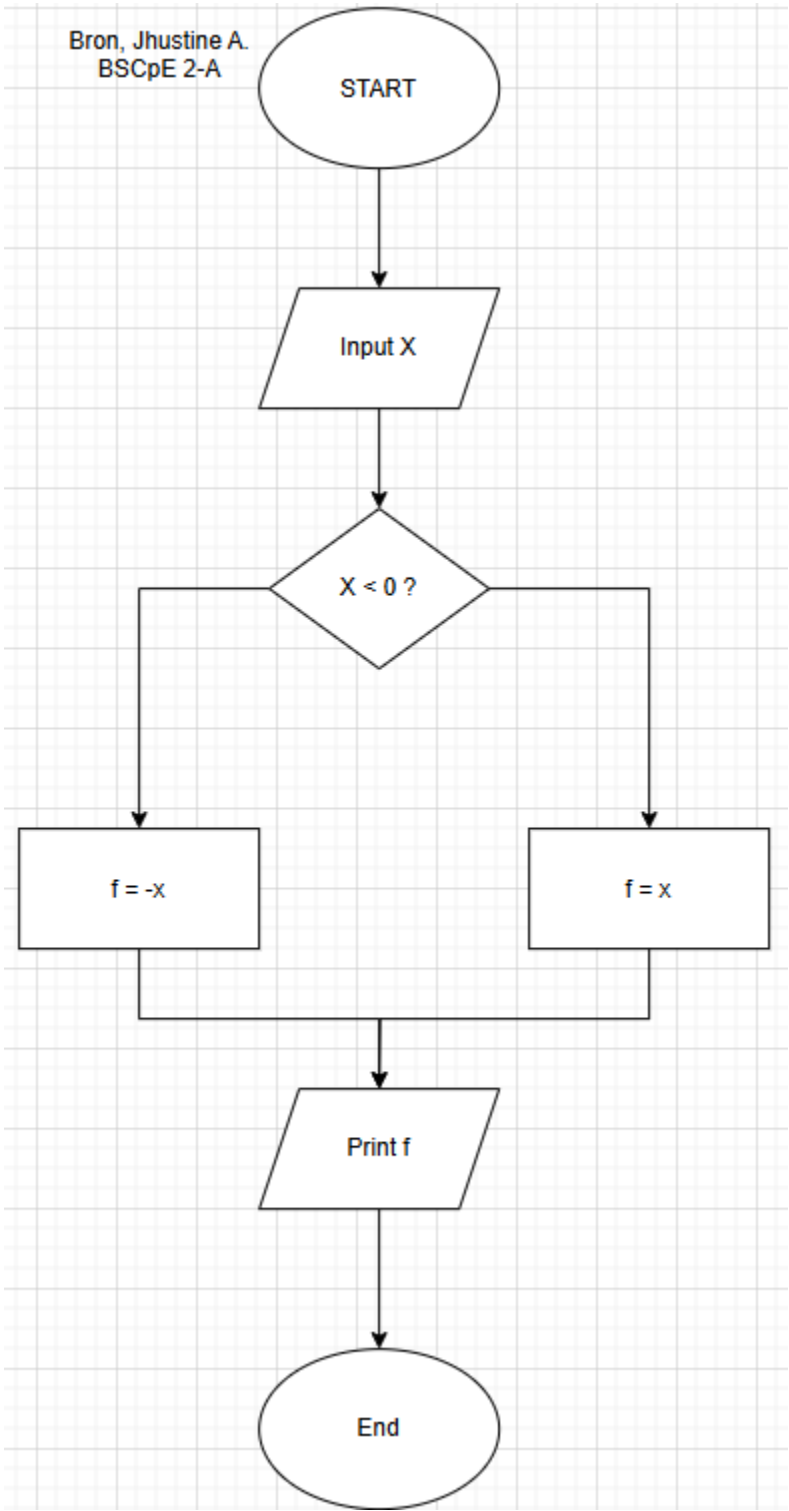 Bron, Jhustine A.
BSCpE 2-A
START
Input X
X < 0 ?
f = -x
f = x
Print f
End